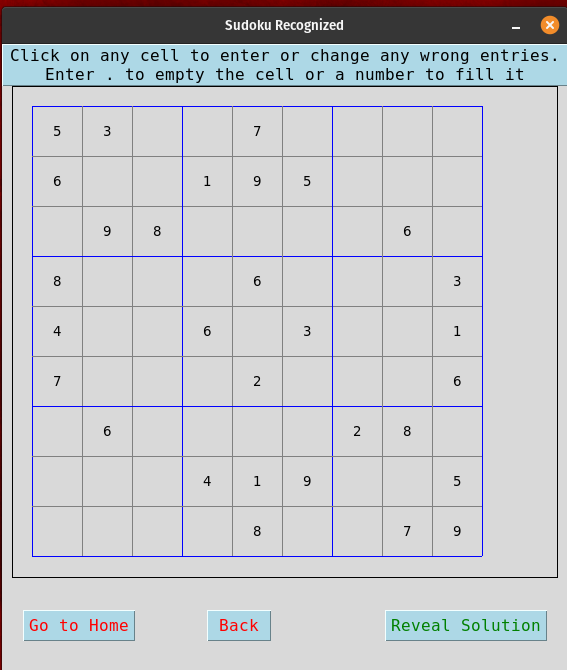 Sudoku Recognized
Click on any cell to enter or change any wrong entries.
Enter . to empty the cell or a number to fill it
5 3 7
6 1 9 5
9 8 6
8 6 3
4 6 3 1
7 2 6
6 2 8
4 1 9 5
8 7 9
Go to Home Back Reveal Solution